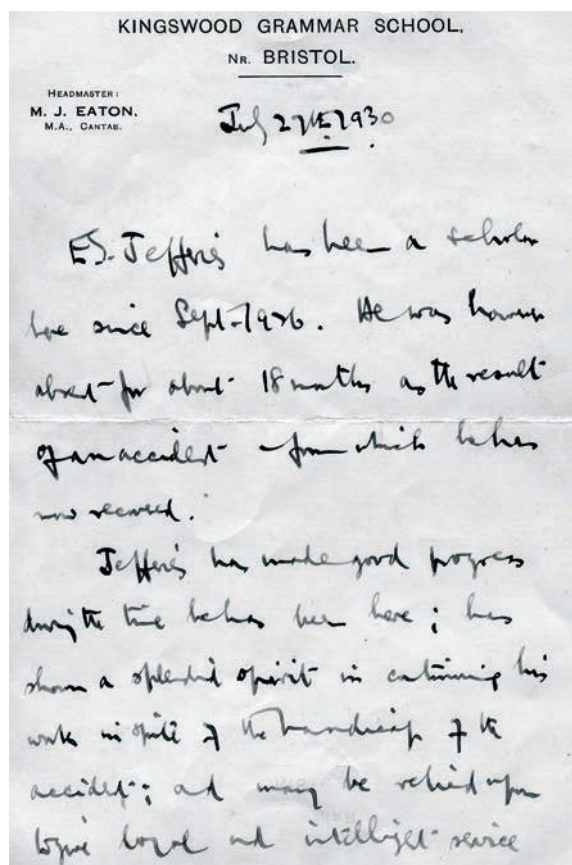 KINGSWOOD GRAMMAR SCHOOL,
NR. BRISTOL.
HEADMASTER:
M. J. EATON.
M.A., CANTAB.
July 1930
E.S. Jefferis has been a scholar
here since Sept. 1926. He was however
absent for about 18 months as the result
of an accident from which he has
now recovered.
Jefferis has made good progress
during the time he has been here; has
shown a splendid spirit in continuing his
work in spite of the handicap of the
accident; and may be relied upon
to give loyal and intelligent service